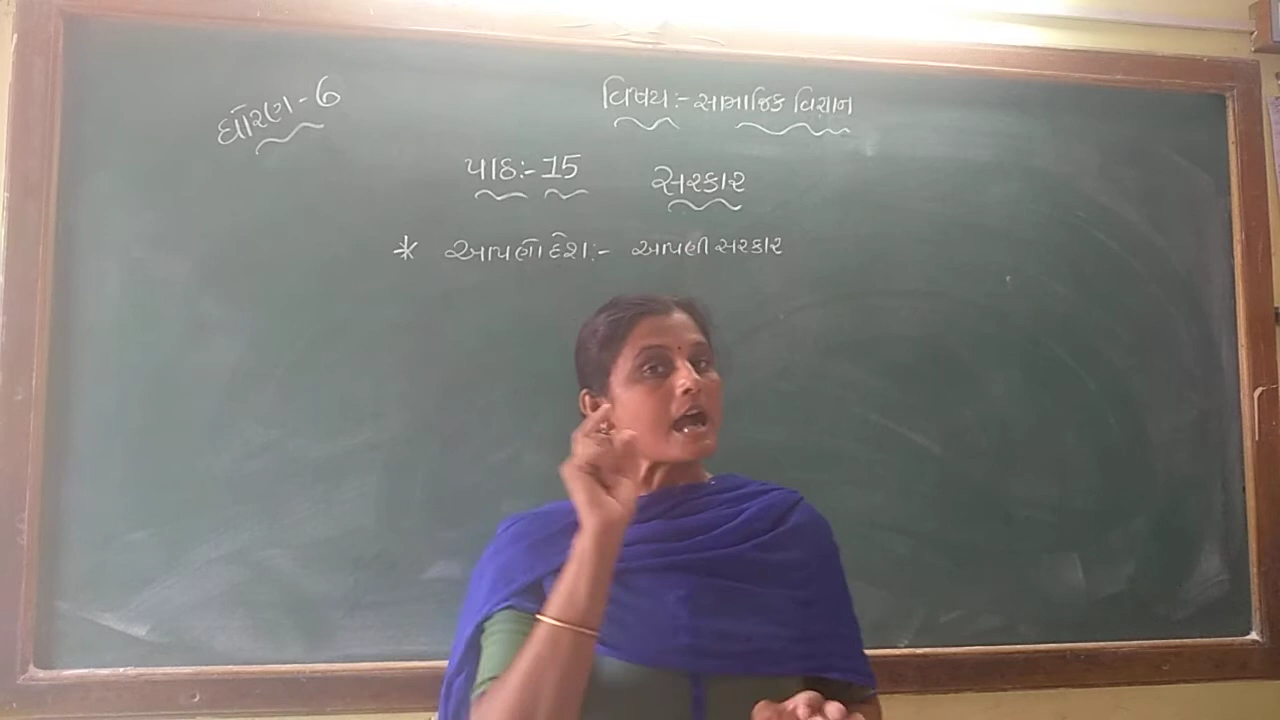 ધોરણ-6
વિષય:- સામાજિક વિજ્ઞાન
પાઠ:- 15 સરકાર
* આપણો દેશ:- આપણી સરકાર